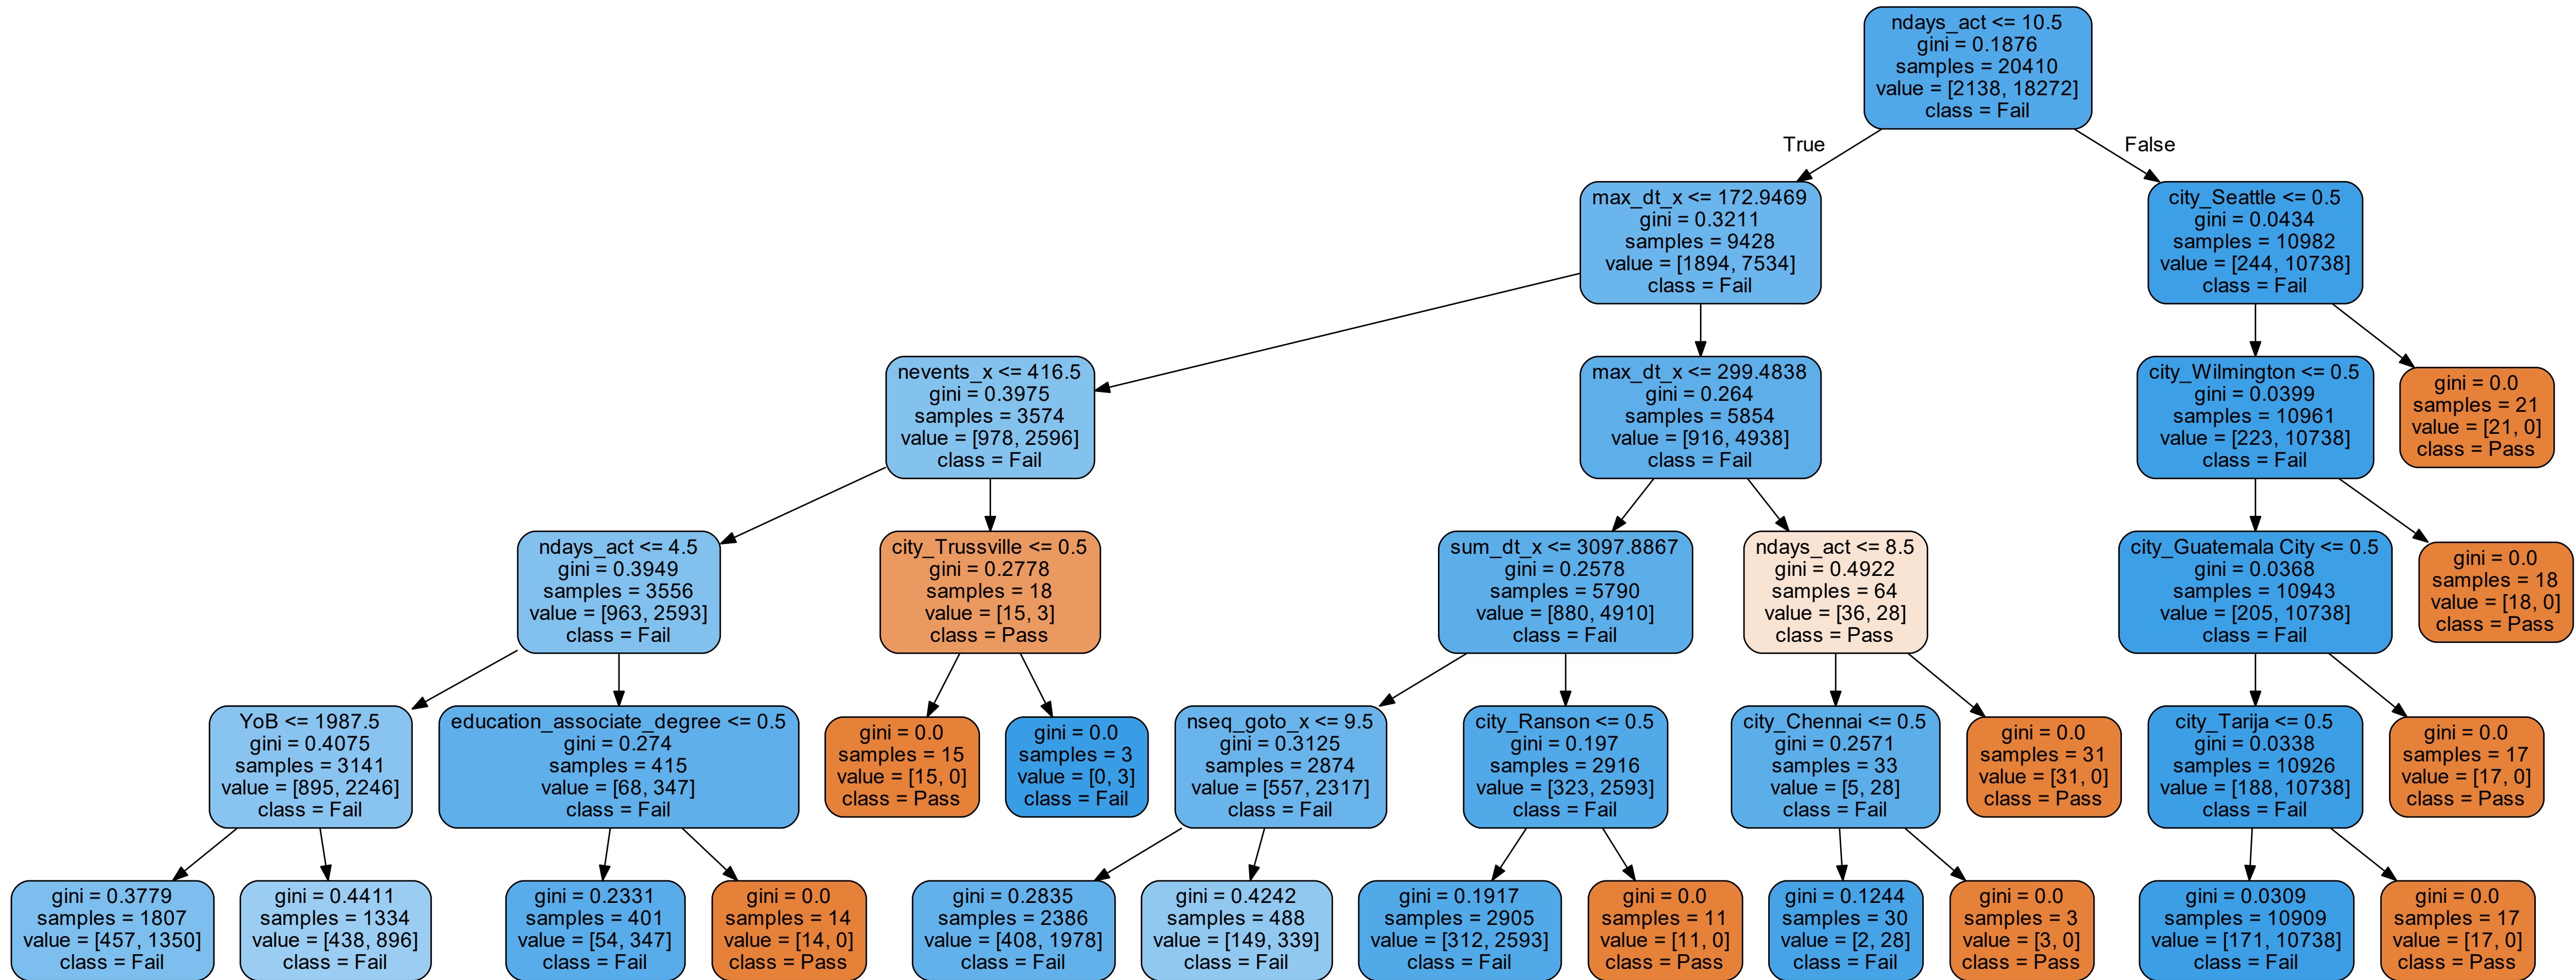 ndays_act <= 10.5
gini = 0.1876
samples = 20410
value = [2138, 18272]
class = Fail
True
False
max_dt_x <= 172.9469
gini = 0.3211
samples = 9428
value = [1894, 7534]
class = Fail
city_Seattle <= 0.5
gini = 0.0434
samples = 10982
value = [244, 10738]
class = Fail
nevents_x <= 416.5
gini = 0.3975
samples = 3574
value = [978, 2596]
class = Fail
max_dt_x <= 299.4838
gini = 0.264
samples = 5854
value = [916, 4938]
class = Fail
city_Wilmington <= 0.5
gini = 0.0399
samples = 10961
value = [223, 10738]
class = Fail
gini = 0.0
samples = 21
value = [21, 0]
class = Pass
ndays_act <= 4.5
gini = 0.3949
samples = 3556
value = [963, 2593]
class = Fail
city_Trussville <= 0.5
gini = 0.2778
samples = 18
value = [15, 3]
class = Pass
sum_dt_x <= 3097.8867
gini = 0.2578
samples = 5790
value = [880, 4910]
class = Fail
ndays_act <= 8.5
gini = 0.4922
samples = 64
value = [36, 28]
class = Pass
city_Guatemala City <= 0.5
gini = 0.0368
samples = 10943
value = [205, 10738]
class = Fail
gini = 0.0
samples = 18
value = [18, 0]
class = Pass
YoB <= 1987.5
gini = 0.4075
samples = 3141
value = [895, 2246]
class = Fail
education_associate_degree <= 0.5
gini = 0.274
samples = 415
value = [68, 347]
class = Fail
gini = 0.0
samples = 15
value = [15, 0]
class = Pass
gini = 0.0
samples = 3
value = [0, 3]
class = Fail
nseq_goto_x <= 9.5
gini = 0.3125
samples = 2874
value = [557, 2317]
class = Fail
city_Ranson <= 0.5
gini = 0.197
samples = 2916
value = [323, 2593]
class = Fail
city_Chennai <= 0.5
gini = 0.2571
samples = 33
value = [5, 28]
class = Fail
gini = 0.0
samples = 31
value = [31, 0]
class = Pass
city_Tarija <= 0.5
gini = 0.0338
samples = 10926
value = [188, 10738]
class = Fail
gini = 0.0
samples = 17
value = [17, 0]
class = Pass
gini = 0.3779
samples = 1807
value = [457, 1350]
class = Fail
gini = 0.4411
samples = 1334
value = [438, 896]
class = Fail
gini = 0.2331
samples = 401
value = [54, 347]
class = Fail
gini = 0.0
samples = 14
value = [14, 0]
class = Pass
gini = 0.2835
samples = 2386
value = [408, 1978]
class = Fail
gini = 0.4242
samples = 488
value = [149, 339]
class = Fail
gini = 0.1917
samples = 2905
value = [312, 2593]
class = Fail
gini = 0.0
samples = 11
value = [11, 0]
class = Pass
gini = 0.1244
samples = 30
value = [2, 28]
class = Fail
gini = 0.0
samples = 3
value = [3, 0]
class = Pass
gini = 0.0309
samples = 10909
value = [171, 10738]
class = Fail
gini = 0.0
samples = 17
value = [17, 0]
class = Pass